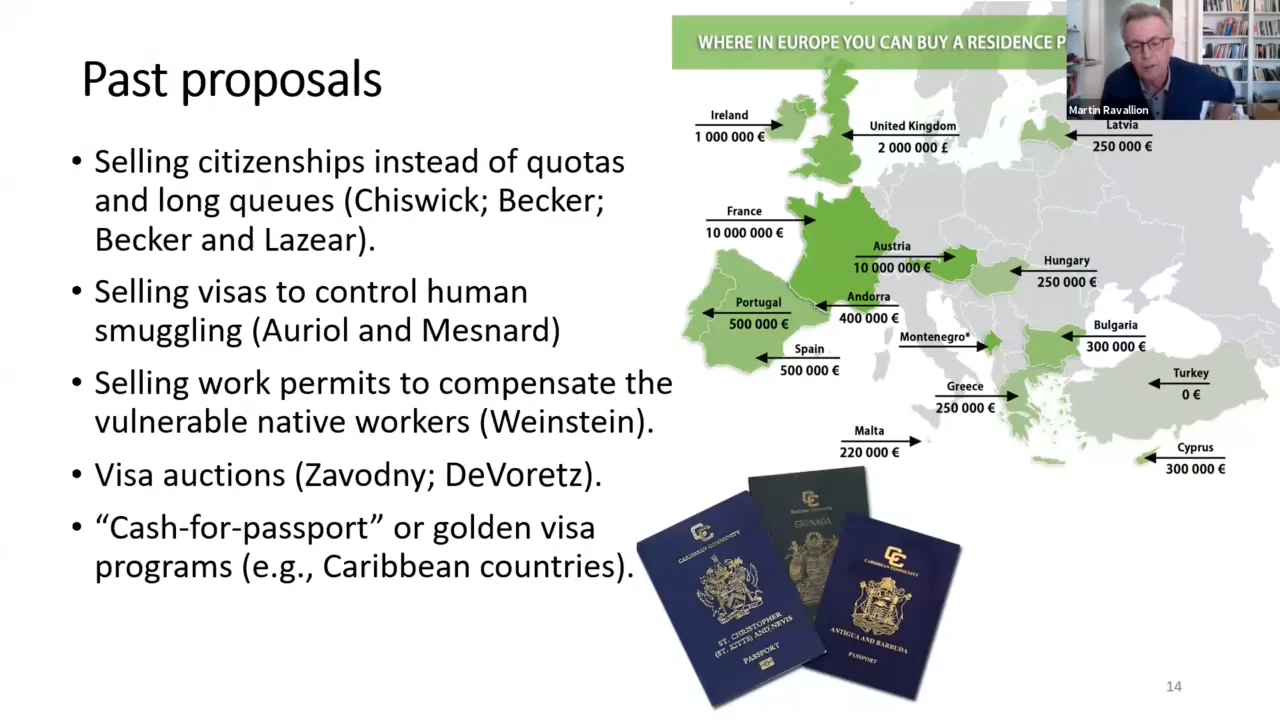 Past proposals
• Selling citizenships instead of quotas
and long queues (Chiswick; Becker;
Becker and Lazear).
• Selling visas to control human
smuggling (Auriol and Mesnard)
• Selling work permits to compensate the
vulnerable native workers (Weinstein).
• Visa auctions (Zavodny; DeVoretz).
• “Cash-for-passport” or golden visa
programs (e.g., Caribbean countries).
WHERE IN EUROPE YOU CAN BUY A RESIDENCE P
Martin Ravallion
Ireland
1 000 000 €
United Kingdom
2 000 000 £
Latvia
250 000 €
France
10 000 000 €
Austria
10 000 000 €
Hungary
250 000 €
Portugal
500 000 €
Andorra
400 000 €
Spain
500 000 €
Montenegro*
Bulgaria
300 000 €
Greece
250 000 €
Turkey
0 €
Malta
220 000 €
Cyprus
300 000 €
CARIBBEAN COMMUNITY
ST. CHRISTOPHER
(ST. KITTS) AND NEVIS
PASSPORT
GRENADA
CARIBBEAN COMMUNITY
ANTIGUA AND BARBUDA
PASSPORT
14